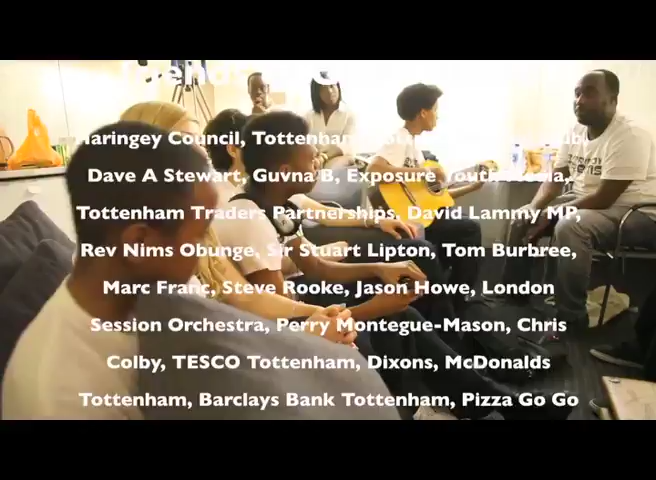 Haringey Council, Tottenham
Dave A Stewart, Guvna B, Exposure Youth Media,
Tottenham Traders Partnerships, David Lammy MP,
Rev Nims Obunge, Sir Stuart Lipton, Tom Burbree,
Marc Franc, Steve Rooke, Jason Howe, London
Session Orchestra, Perry Montegue-Mason, Chris
Colby, TESCO Tottenham, Dixons, McDonalds
Tottenham, Barclays Bank Tottenham, Pizza Go Go